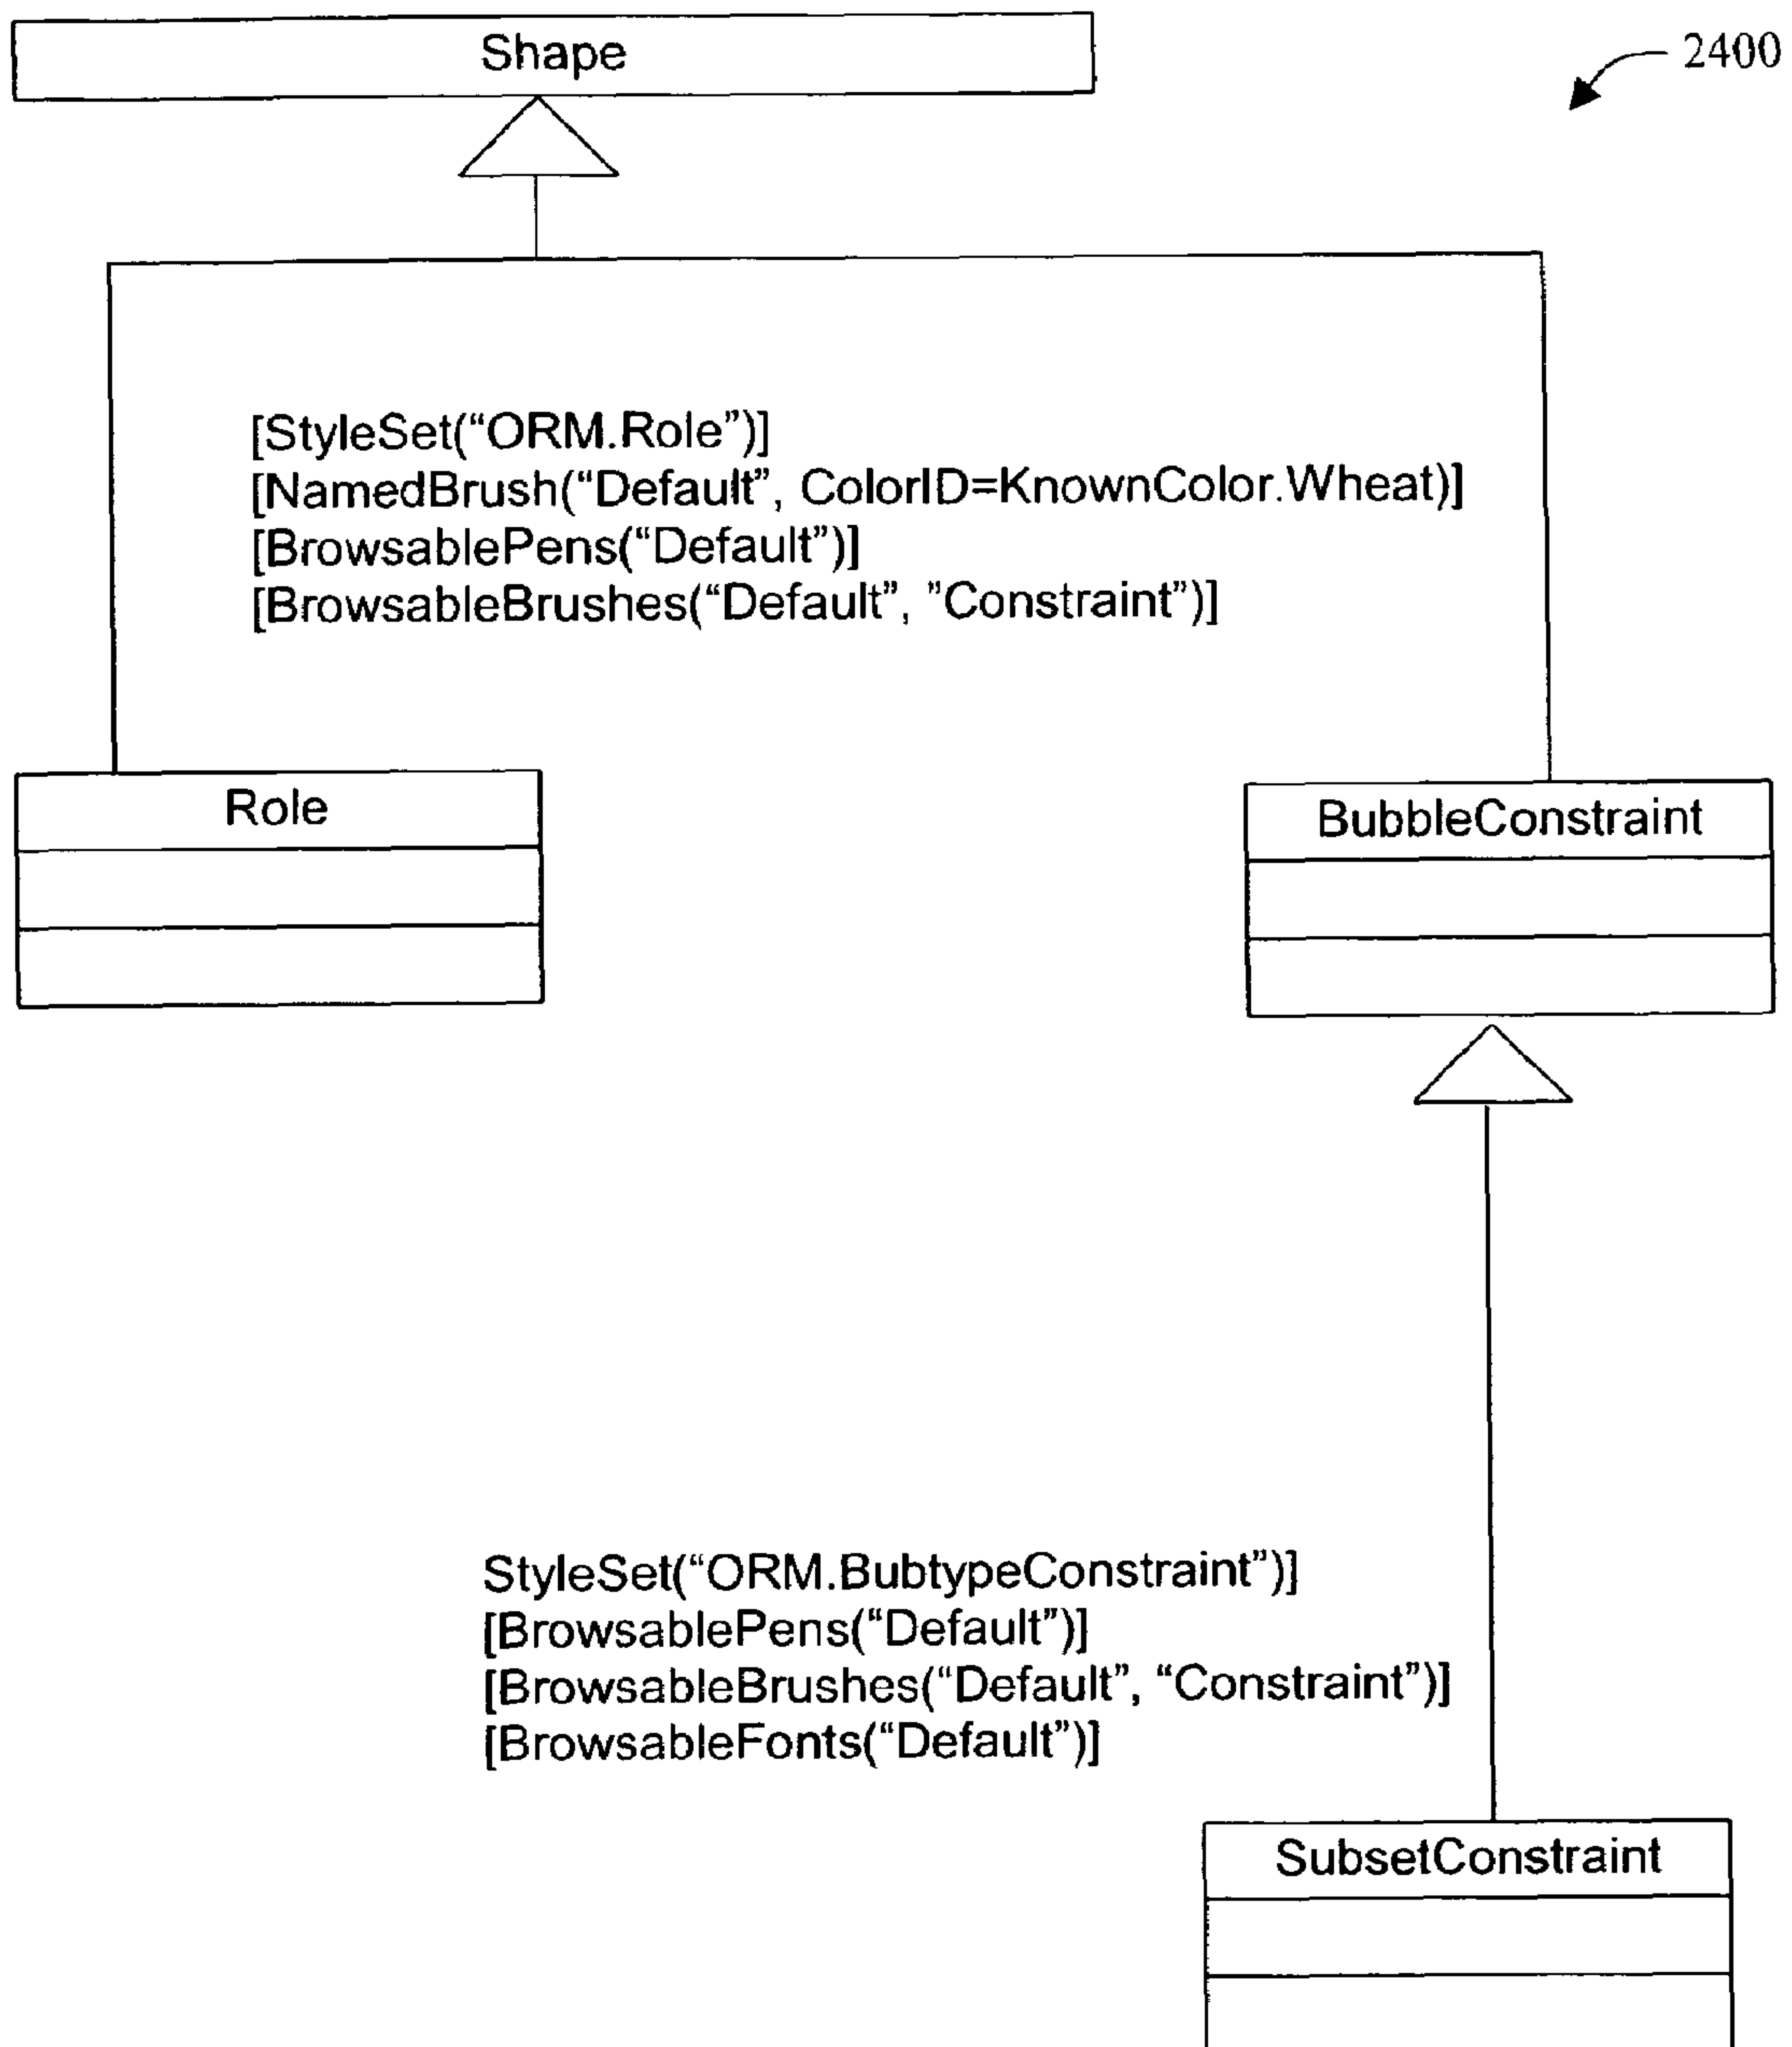 Shape
2400
[StyleSet(“ORM.Role”)]
[NamedBrush(“Default”, ColorID=KnownColor.Wheat)]
[BrowsablePens(“Default”)]
[BrowsableBrushes(“Default”, ”Constraint”)]
Role
BubbleConstraint
StyleSet(“ORM.BubtypeConstraint”)]
[BrowsablePens(“Default”)]
[BrowsableBrushes(“Default”, “Constraint”)]
[BrowsableFonts(“Default”)]
SubsetConstraint